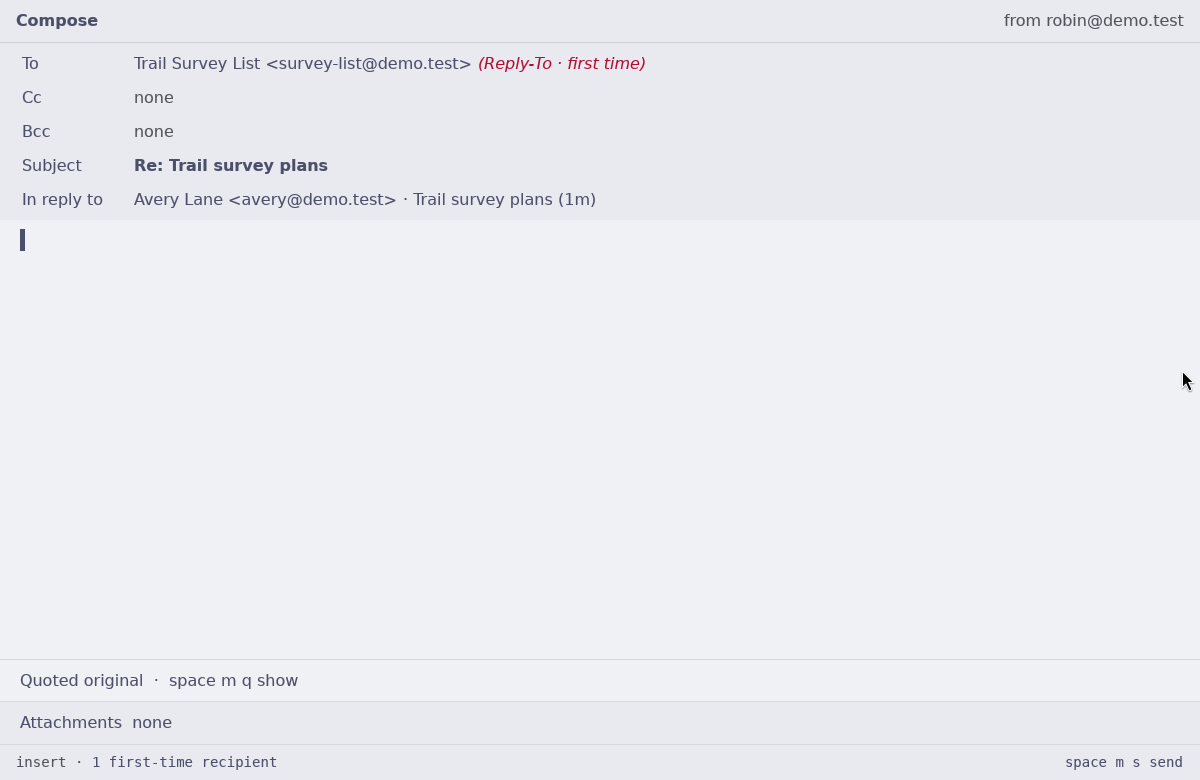 Compose
from robin@demo.test
To Trail Survey List <survey-list@demo.test> (Reply-To · first time)
Cc none
Bcc none
Subject Re: Trail survey plans
In reply to Avery Lane <avery@demo.test> · Trail survey plans (1m)
Quoted original · space m q show
Attachments none
insert · 1 first-time recipient
space m s send